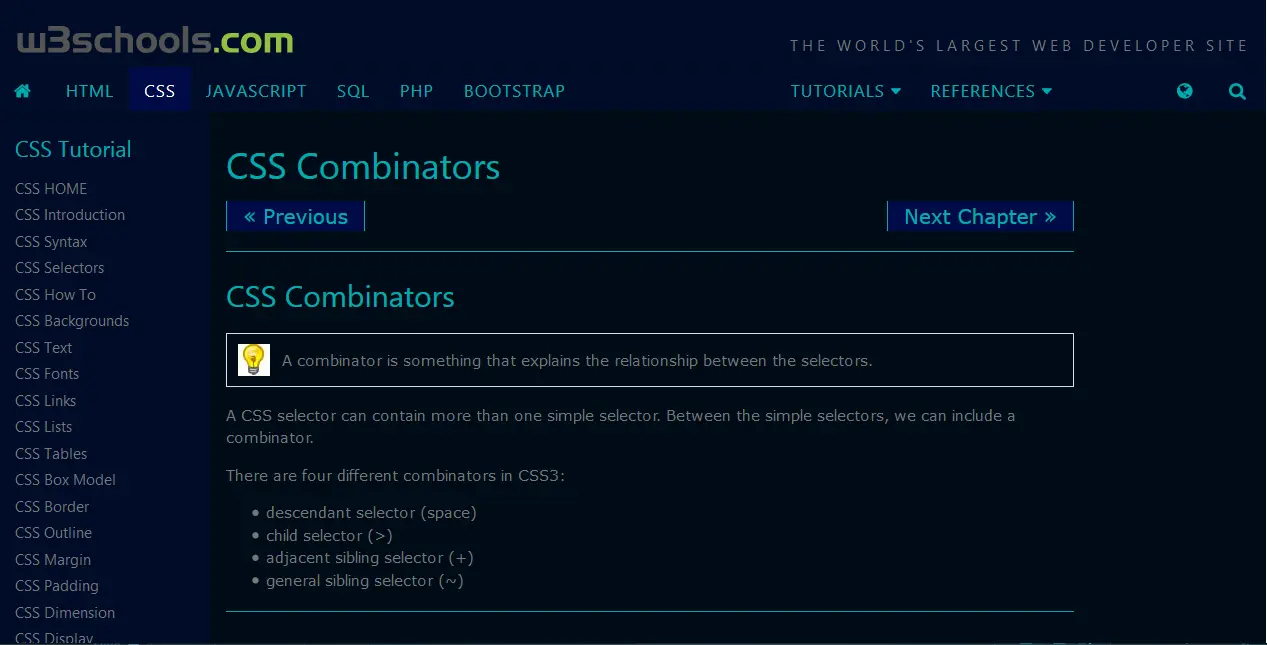 w3schools.com
THE WORLD'S LARGEST WEB DEVELOPER SITE
HTML CSS JAVASCRIPT SQL PHP BOOTSTRAP TUTORIALS REFERENCES
CSS Tutorial
CSS HOME
CSS Introduction
CSS Syntax
CSS Selectors
CSS How To
CSS Backgrounds
CSS Text
CSS Fonts
CSS Links
CSS Lists
CSS Tables
CSS Box Model
CSS Border
CSS Outline
CSS Margin
CSS Padding
CSS Dimension
CSS Display
CSS Combinators
« Previous
Next Chapter »
CSS Combinators
A combinator is something that explains the relationship between the selectors.
A CSS selector can contain more than one simple selector. Between the simple selectors, we can include a
combinator.
There are four different combinators in CSS3:
• descendant selector (space)
• child selector (>)
• adjacent sibling selector (+)
• general sibling selector (~)